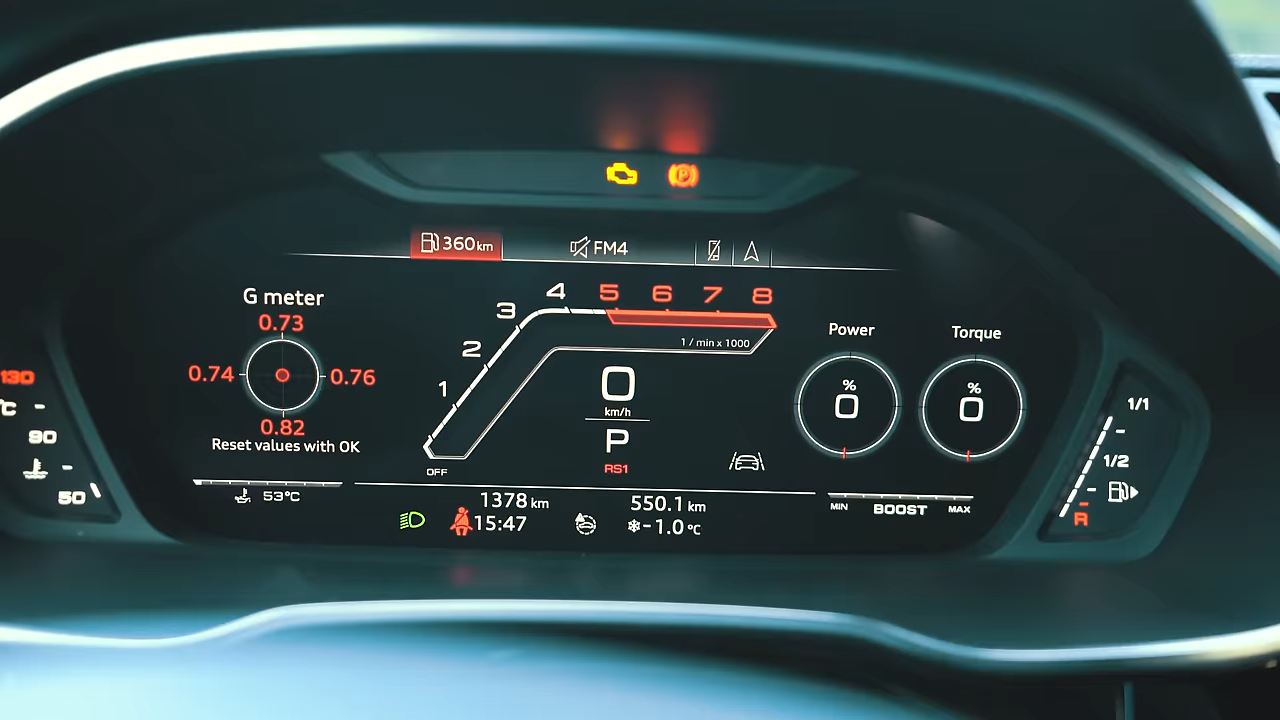 P
360 km
FM4
G meter
0.73
0.74
0.76
0.82
Reset values with OK
53°C
130
°C
90
50
OFF
1
2
3
4
5
6
7
8
1 / min x 1000
0
km/h
P
RS1
Power
%
0
Torque
%
0
1378 km
550.1 km
15:47
-1.0 °C
MIN
BOOST
MAX
1/1
1/2
R